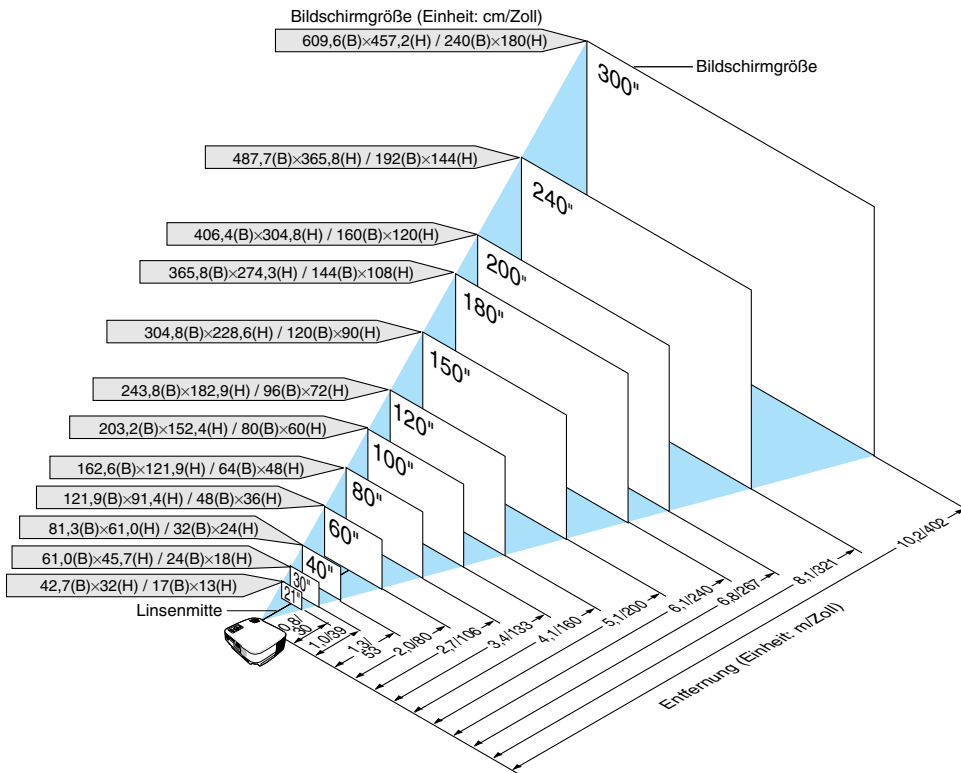 Bildschirmgröße (Einheit: cm/Zoll)
609,6(B)×457,2(H) / 240(B)×180(H)
Bildschirmgröße
300"
487,7(B)×365,8(H) / 192(B)×144(H)
240"
406,4(B)×304,8(H) / 160(B)×120(H)
200"
365,8(B)×274,3(H) / 144(B)×108(H)
180"
304,8(B)×228,6(H) / 120(B)×90(H)
150"
243,8(B)×182,9(H) / 96(B)×72(H)
120"
203,2(B)×152,4(H) / 80(B)×60(H)
100"
162,6(B)×121,9(H) / 64(B)×48(H)
80"
121,9(B)×91,4(H) / 48(B)×36(H)
60"
81,3(B)×61,0(H) / 32(B)×24(H)
40"
61,0(B)×45,7(H) / 24(B)×18(H)
30"
42,7(B)×32(H) / 17(B)×13(H)
21"
Linsenmitte
0,8/
30
1,0/39
1,3/
53
2,0/80
2,7/106
3,4/133
4,1/160
5,1/200
6,1/240
6,8/267
8,1/321
10,2/402
Entfernung (Einheit: m/Zoll)